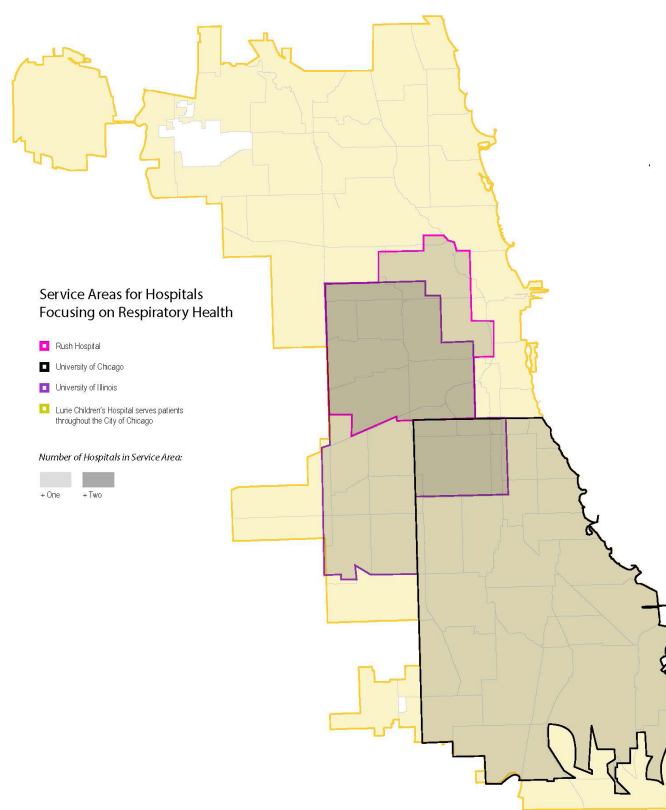 Service Areas for Hospitals
Focusing on Respiratory Health
Rush Hospital
University of Chicago
University of Illinois
Lurie Children's Hospital serves patients
throughout the City of Chicago
Number of Hospitals in Service Area:
+ One + Two